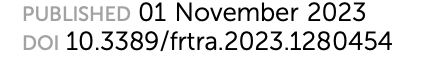 PUBLISHED 01 November 2023
DOI 10.3389/frtra.2023.1280454